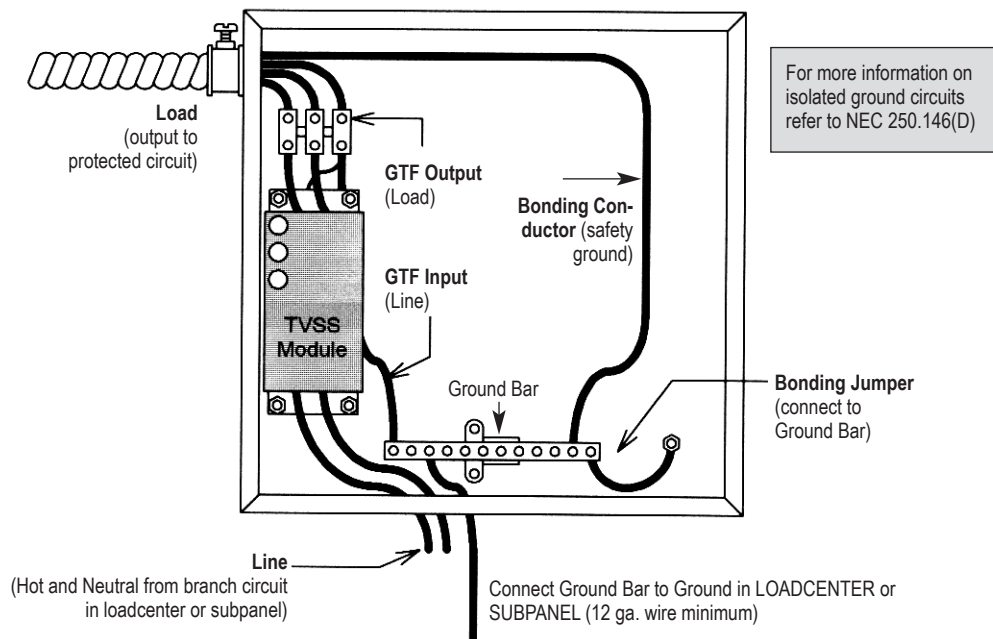 For more information on
isolated ground circuits
refer to NEC 250.146(D)
Load
(output to
protected circuit)
GTF Output
(Load)
Bonding Con-
ductor (safety
ground)
GTF Input
(Line)
TVSS
Module
Ground Bar
Bonding Jumper
(connect to
Ground Bar)
Line
(Hot and Neutral from branch circuit
in loadcenter or subpanel)
Connect Ground Bar to Ground in LOADCENTER or
SUBPANEL (12 ga. wire minimum)